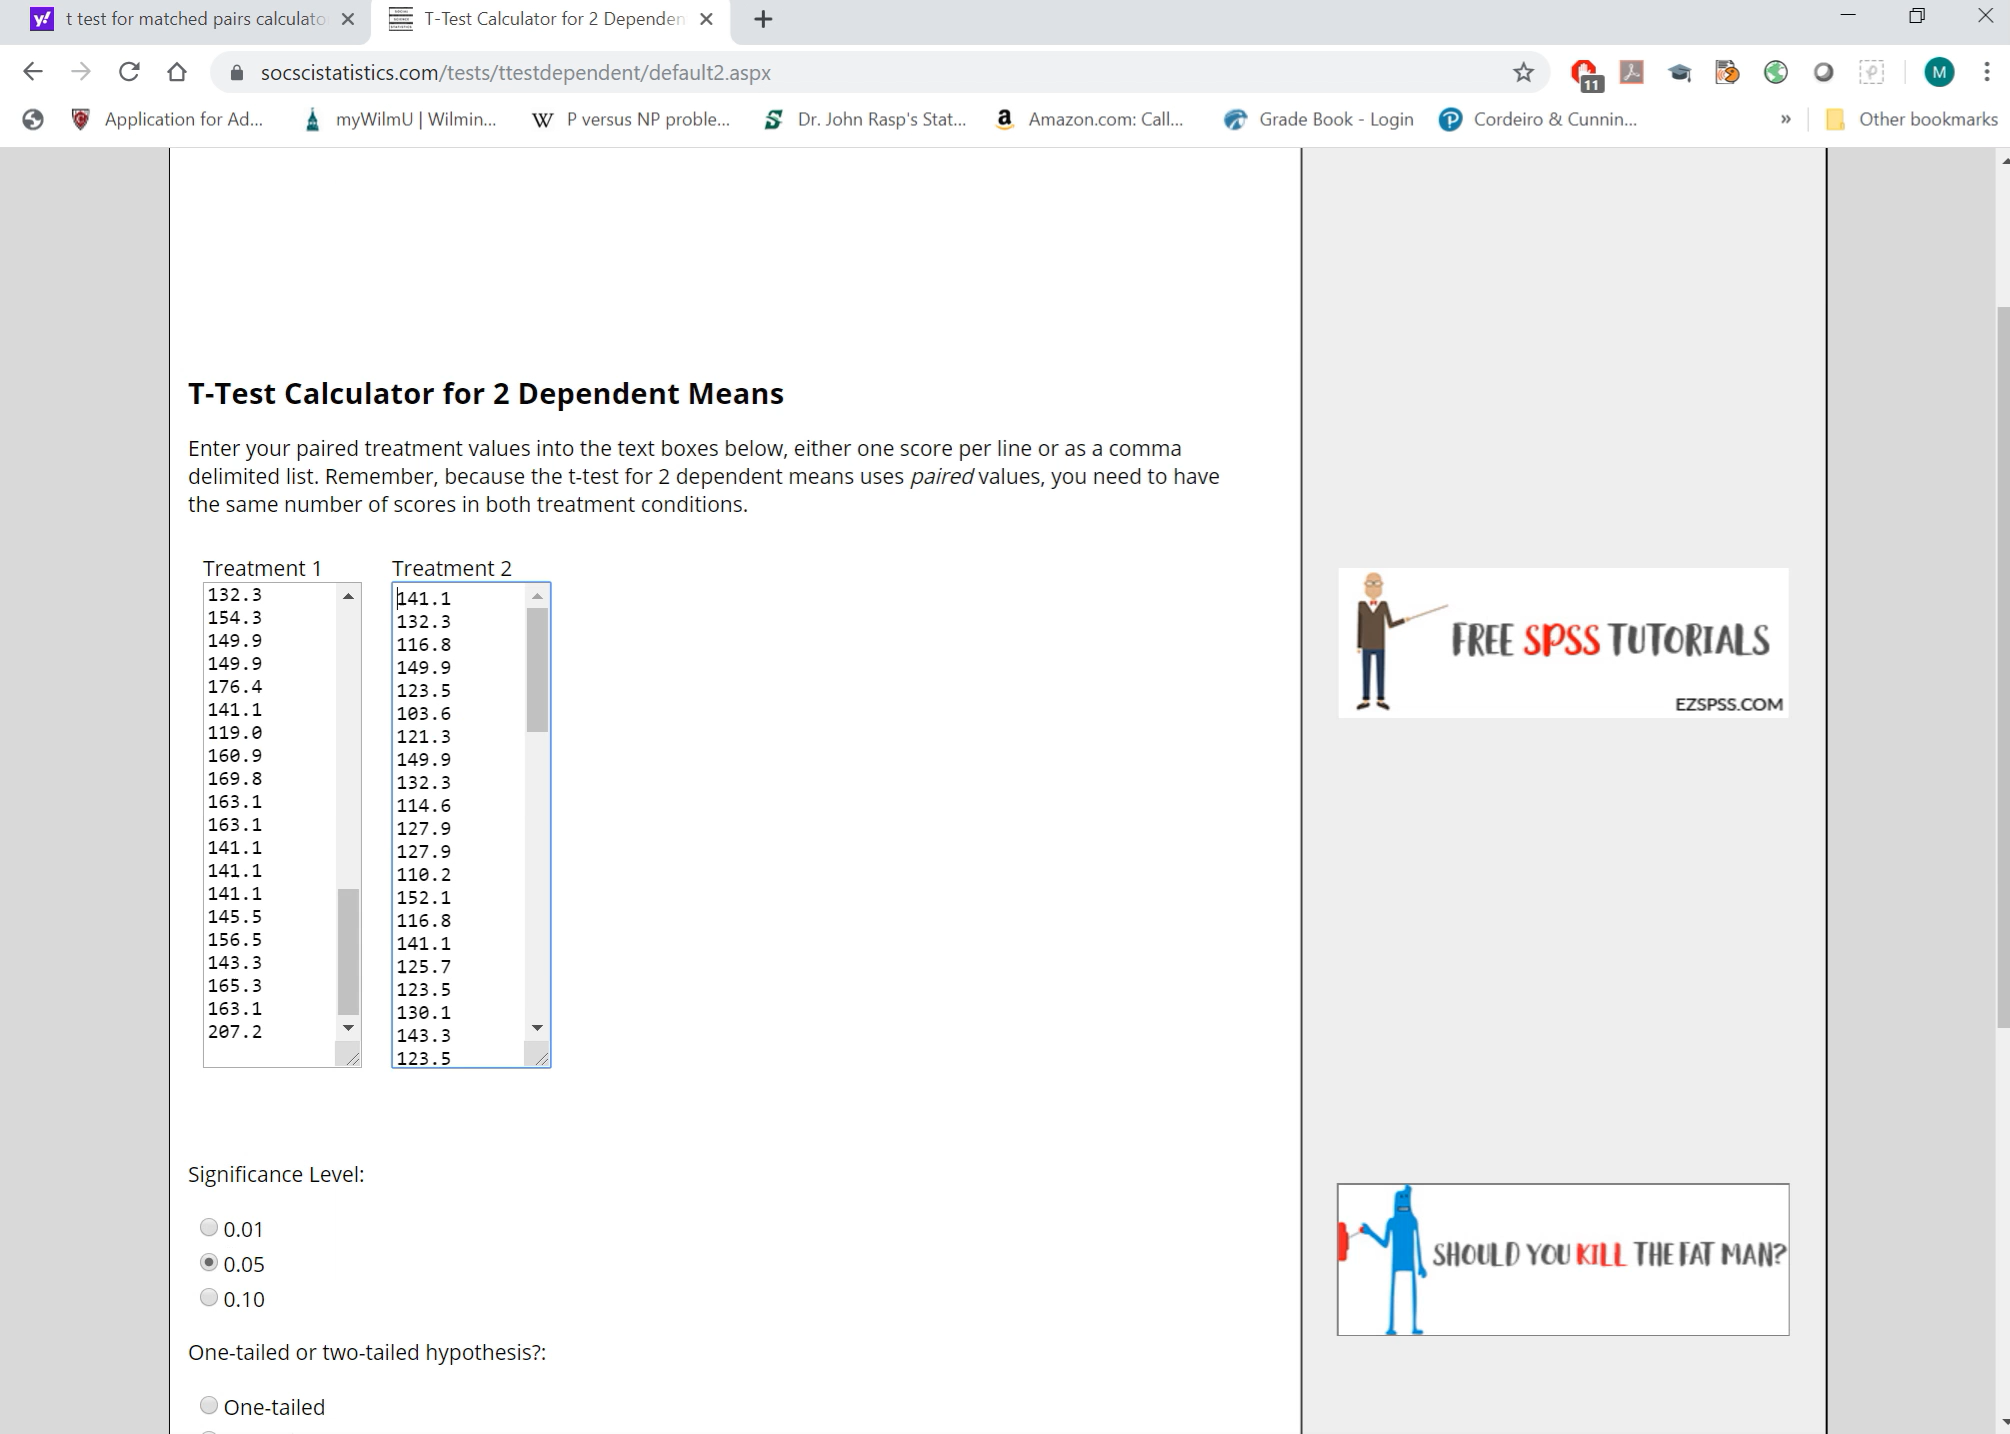 t test for matched pairs calculato
T-Test Calculator for 2 Dependen
socscistatistics.com/tests/ttestdependent/default2.aspx
11
M
Application for Ad...
myWilmU | Wilmin...
W P versus NP proble...
Dr. John Rasp's Stat...
a Amazon.com: Call...
Grade Book - Login
Cordeiro & Cunnin...
»
Other bookmarks
T-Test Calculator for 2 Dependent Means
Enter your paired treatment values into the text boxes below, either one score per line or as a comma
delimited list. Remember, because the t-test for 2 dependent means uses paired values, you need to have
the same number of scores in both treatment conditions.
Treatment 1
132.3
154.3
149.9
149.9
176.4
141.1
119.0
160.9
169.8
163.1
163.1
141.1
141.1
141.1
145.5
156.5
143.3
165.3
163.1
207.2
Treatment 2
141.1
132.3
116.8
149.9
123.5
103.6
121.3
149.9
132.3
114.6
127.9
127.9
110.2
152.1
116.8
141.1
125.7
123.5
130.1
143.3
123.5
FREE SPSS TUTORIALS
EZSPSS.COM
Significance Level:
0.01
0.05
0.10
SHOULD YOU KILL THE FAT MAN?
One-tailed or two-tailed hypothesis?:
One-tailed